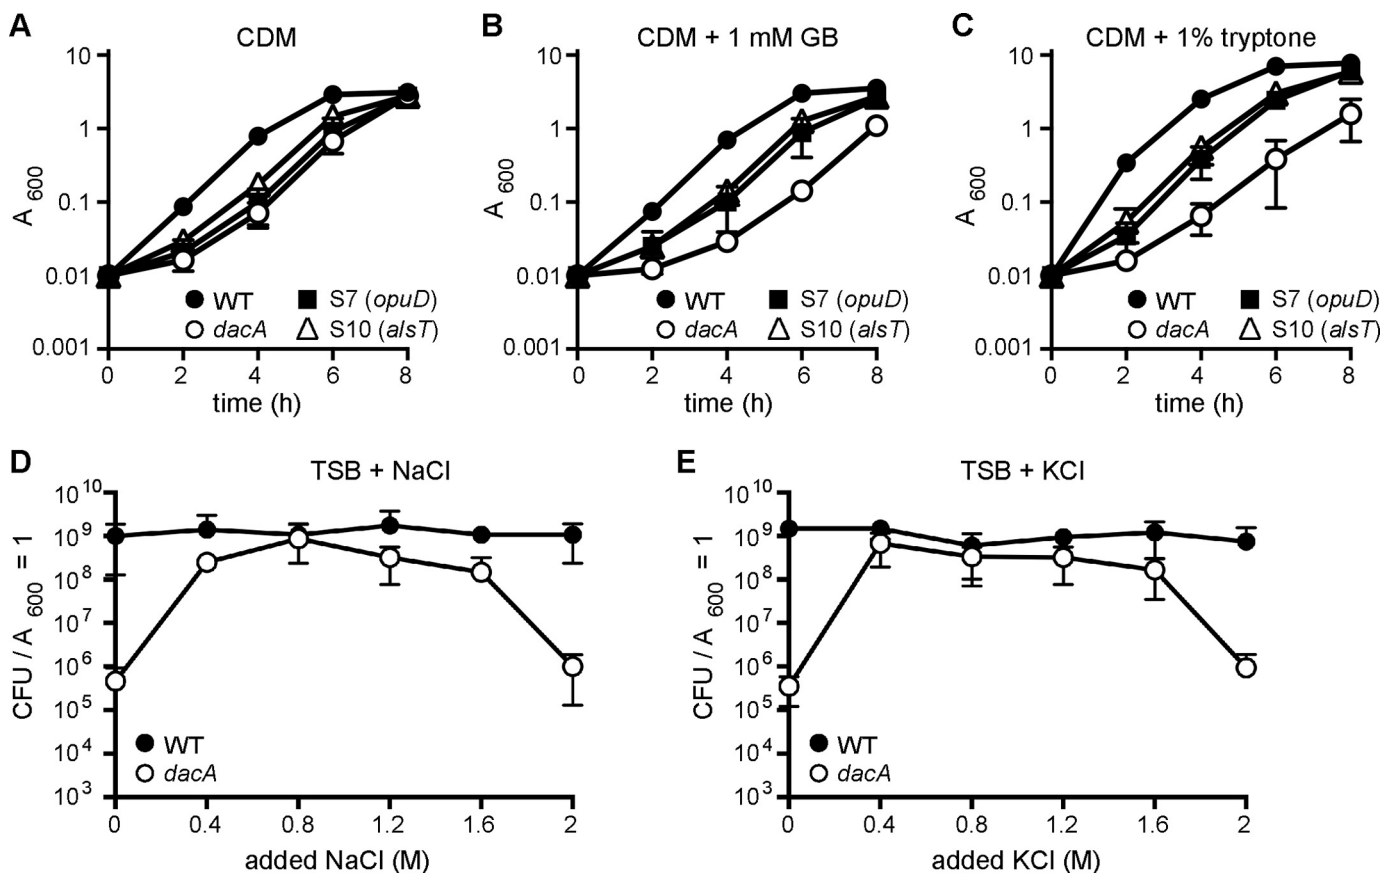 A
CDM
A 600
10
1
0.1
0.01
0.001
WT
S7 (opuD)
dacA
S10 (alsT)
0 2 4 6 8
time (h)
B
CDM + 1 mM GB
A 600
10
1
0.1
0.01
0.001
WT
S7 (opuD)
dacA
S10 (alsT)
0 2 4 6 8
time (h)
C
CDM + 1% tryptone
A 600
10
1
0.1
0.01
0.001
WT
S7 (opuD)
dacA
S10 (alsT)
0 2 4 6 8
time (h)
D
TSB + NaCl
CFU / A 600 = 1
10^10
10^9
10^8
10^7
10^6
10^5
10^4
10^3
WT
dacA
0 0.4 0.8 1.2 1.6 2
added NaCl (M)
E
TSB + KCl
CFU / A 600 = 1
10^10
10^9
10^8
10^7
10^6
10^5
10^4
10^3
WT
dacA
0 0.4 0.8 1.2 1.6 2
added KCl (M)